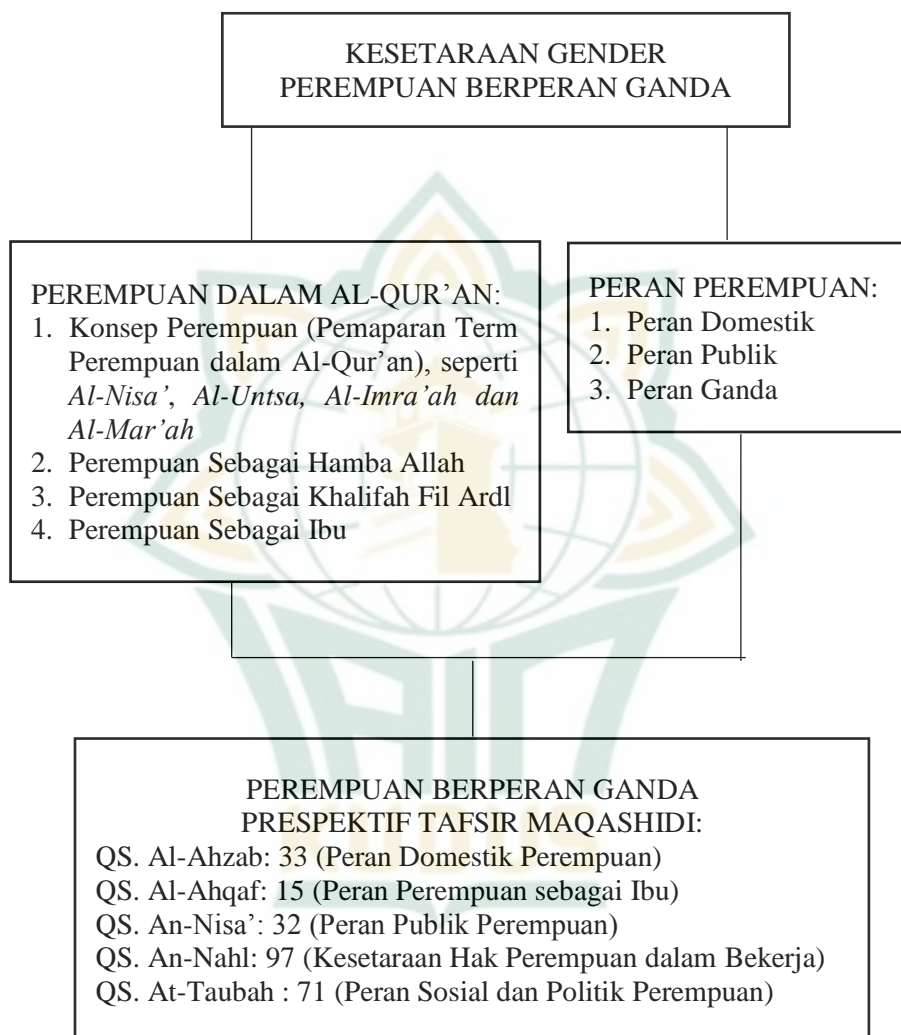 KESETARAAN GENDER
PEREMPUAN BERPERAN GANDA
PEREMPUAN DALAM AL-QUR’AN:
1. Konsep Perempuan (Pemaparan Term
Perempuan dalam Al-Qur’an), seperti
Al-Nisa’, Al-Untsa, Al-Imra’ah dan
Al-Mar’ah
2. Perempuan Sebagai Hamba Allah
3. Perempuan Sebagai Khalifah Fil Ardl
4. Perempuan Sebagai Ibu
PERAN PEREMPUAN:
1. Peran Domestik
2. Peran Publik
3. Peran Ganda
PEREMPUAN BERPERAN GANDA
PRESPEKTIF TAFSIR MAQASHIDI:
QS. Al-Ahzab: 33 (Peran Domestik Perempuan)
QS. Al-Ahqaf: 15 (Peran Perempuan sebagai Ibu)
QS. An-Nisa’: 32 (Peran Publik Perempuan)
QS. An-Nahl: 97 (Kesetaraan Hak Perempuan dalam Bekerja)
QS. At-Taubah : 71 (Peran Sosial dan Politik Perempuan)
IAIN
KUDUS